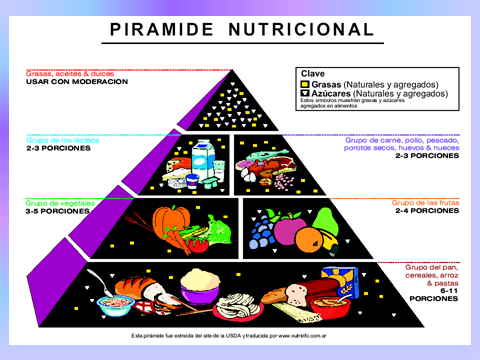 PIRAMIDE NUTRICIONAL
Grasas, aceites & dulces
USAR CON MODERACION
Clave
Grasas (Naturales y agregados)
Azúcares (Naturales y agregados)
Estos símbolos muestran grasas y azúcares
agregados en alimentos
Grupo de los lácteos
2-3 PORCIONES
Grupo de carne, pollo, pescado,
porotos secos, huevos & nueces
2-3 PORCIONES
Grupo de vegetales
3-5 PORCIONES
Grupo de las frutas
2-4 PORCIONES
Grupo del pan,
cereales, arroz
& pastas
6-11
PORCIONES
Esta pirámide fue extraída del site de la USDA y traducida por www.nutrinfo.com.ar